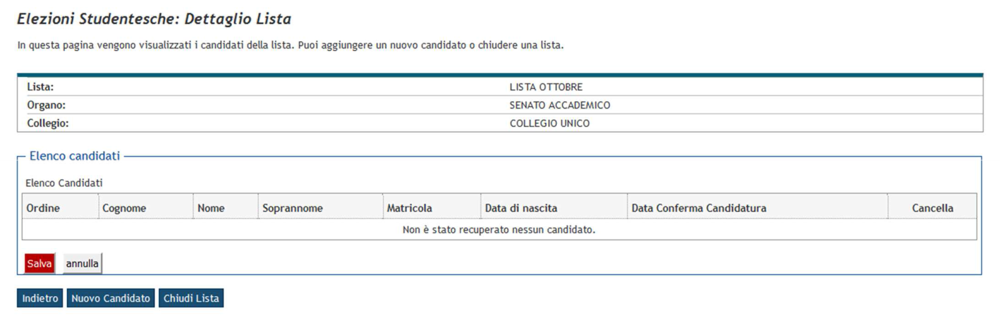 Elezioni Studentesche: Dettaglio Lista
In questa pagina vengono visualizzati i candidati della lista. Puoi aggiungere un nuovo candidato o chiudere una lista.
Lista: LISTA OTTOBRE
Organo: SENATO ACCADEMICO
Collegio: COLLEGIO UNICO
Elenco candidati
Elenco Candidati
Ordine Cognome Nome Soprannome Matricola Data di nascita Data Conferma Candidatura Cancella
Non è stato recuperato nessun candidato.
Salva annulla
Indietro Nuovo Candidato Chiudi Lista